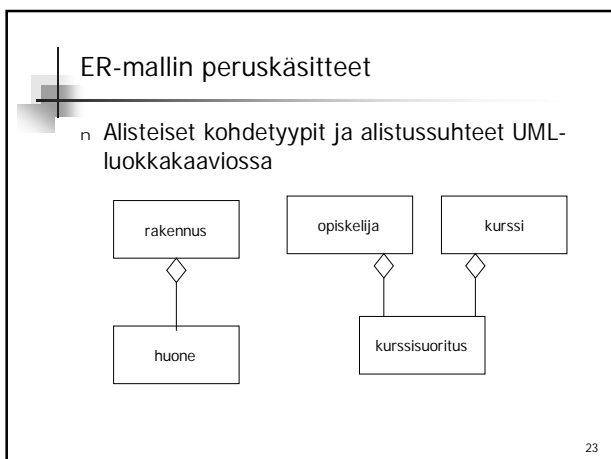 ER-mallin peruskäsitteet
n Alisteiset kohdetyypit ja alistussuhteet UML-
luokkakaaviossa
rakennus
opiskelija
kurssi
huone
kurssisuoritus
23